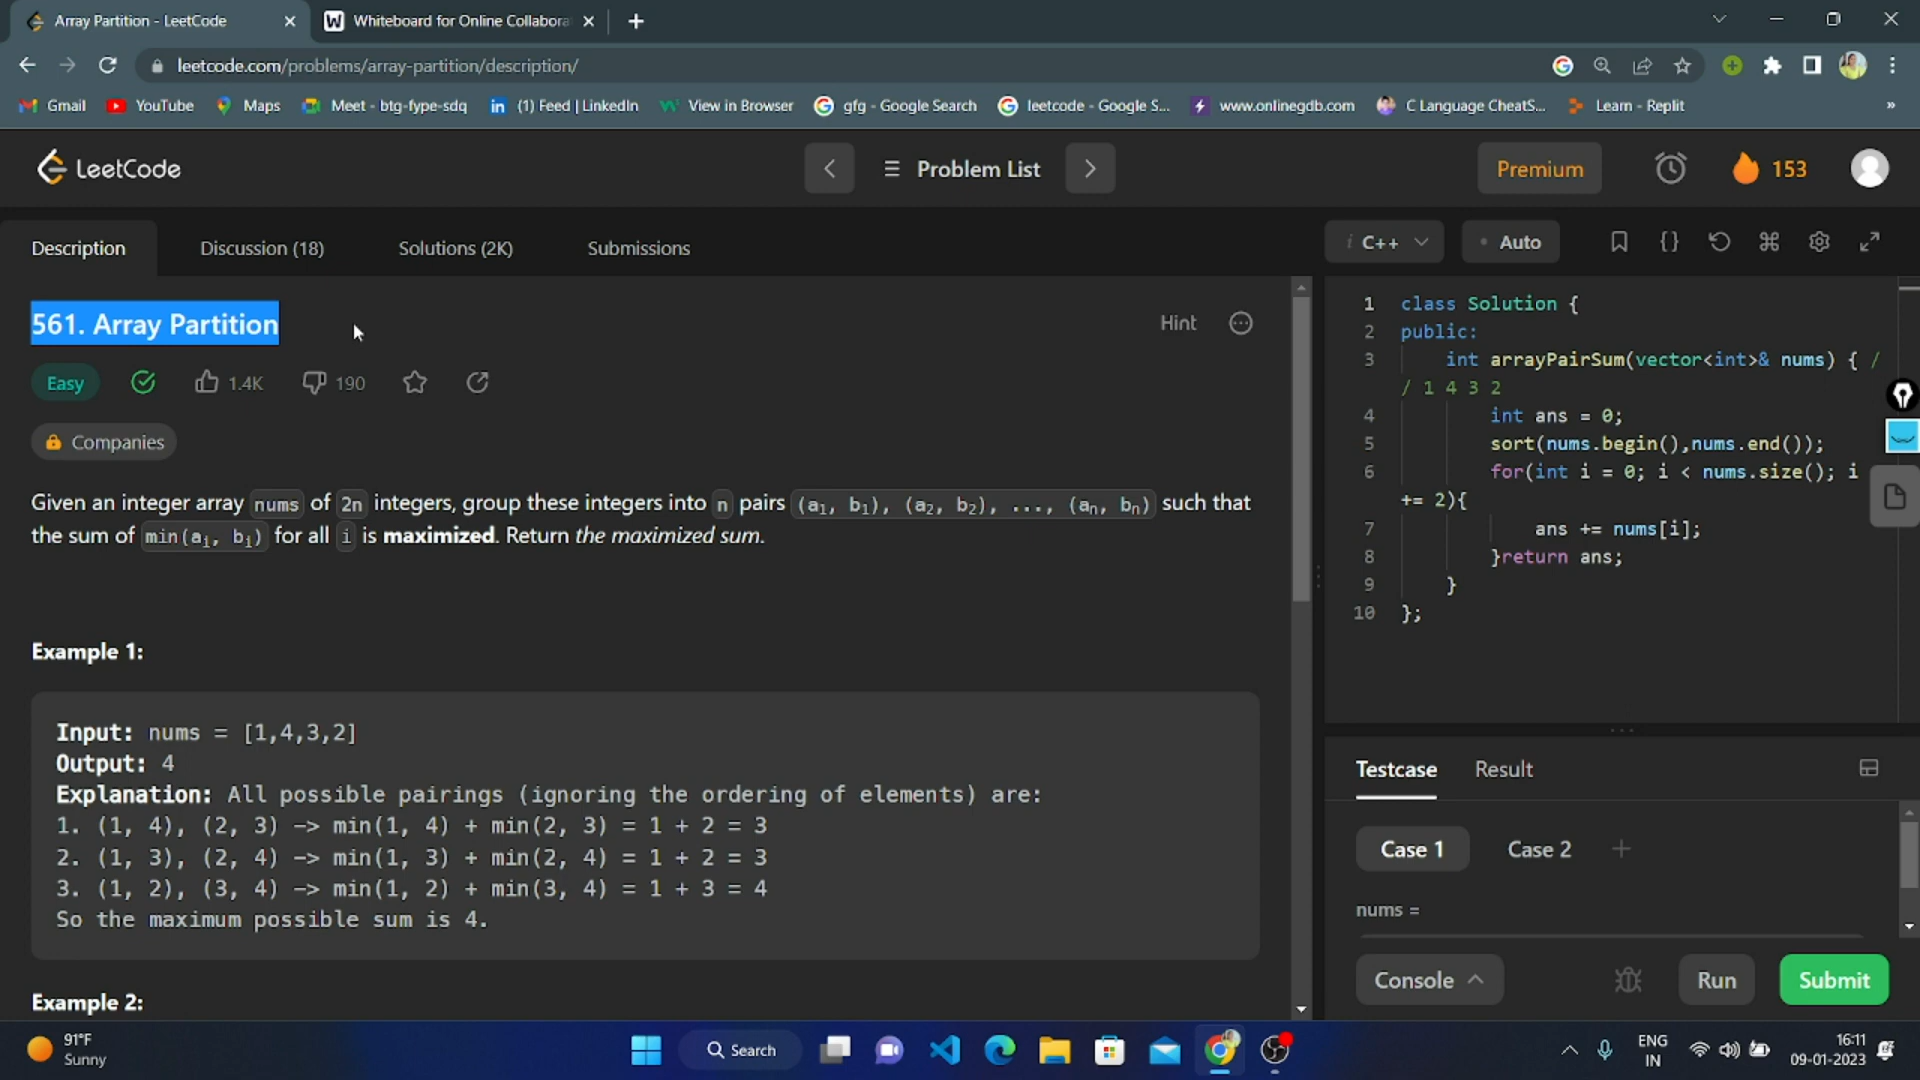 Array Partition - LeetCode
Whiteboard for Online Collabora
leetcode.com/problems/array-partition/description/
Gmail YouTube Maps Meet - btg-fype-sdq (1) Feed | LinkedIn View in Browser gfg - Google Search leetcode - Google S... www.onlinegdb.com C Language CheatS... Learn - Replit »
LeetCode
Problem List
Premium
153
Description Discussion (18) Solutions (2K) Submissions
i C++ • Auto
561. Array Partition
Hint
Easy 1.4K 190
Companies
Given an integer array nums of 2n integers, group these integers into n pairs (a₁, b₁), (a₂, b₂), ..., (aₙ, bₙ) such that
the sum of min(aᵢ, bᵢ) for all i is maximized. Return the maximized sum.
Example 1:
Input: nums = [1,4,3,2]
Output: 4
Explanation: All possible pairings (ignoring the ordering of elements) are:
1. (1, 4), (2, 3) -> min(1, 4) + min(2, 3) = 1 + 2 = 3
2. (1, 3), (2, 4) -> min(1, 3) + min(2, 4) = 1 + 2 = 3
3. (1, 2), (3, 4) -> min(1, 2) + min(3, 4) = 1 + 3 = 4
So the maximum possible sum is 4.
Example 2:
1 class Solution {
2 public:
3 int arrayPairSum(vector<int>& nums) { /
/ 1 4 3 2
4 int ans = 0;
5 sort(nums.begin(),nums.end());
6 for(int i = 0; i < nums.size(); i
+= 2){
7 ans += nums[i];
8 }return ans;
9 }
10 };
Testcase Result
Case 1 Case 2 +
nums =
Console Run Submit
91°F
Sunny
Search
ENG
IN
16:11
09-01-2023